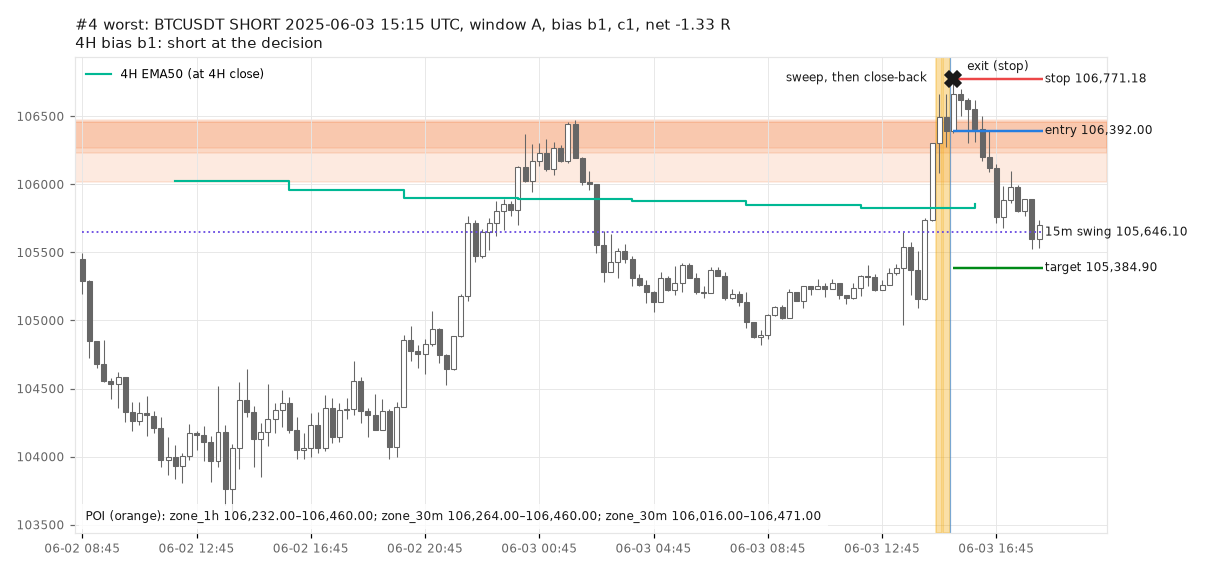 #4 worst: BTCUSDT SHORT 2025-06-03 15:15 UTC, window A, bias b1, c1, net -1.33 R
4H bias b1: short at the decision
4H EMA50 (at 4H close)
sweep, then close-back
exit (stop)
stop 106,771.18
106500
entry 106,392.00
106000
15m swing 105,646.10
105500
target 105,384.90
105000
104500
104000
103500
POI (orange): zone_1h 106,232.00–106,460.00; zone_30m 106,264.00–106,460.00; zone_30m 106,016.00–106,471.00
06-02 08:45
06-02 12:45
06-02 16:45
06-02 20:45
06-03 00:45
06-03 04:45
06-03 08:45
06-03 12:45
06-03 16:45